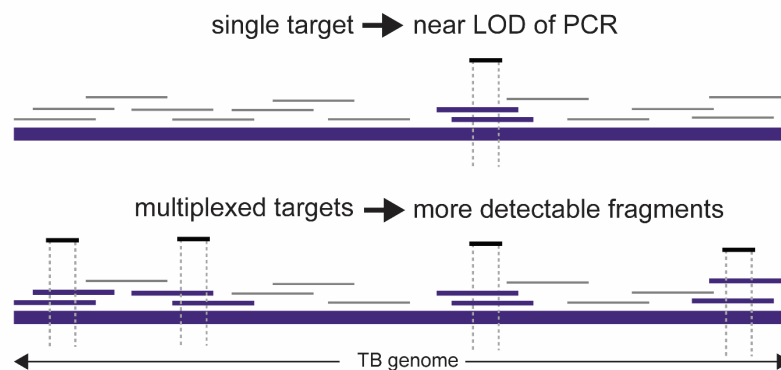 single target → near LOD of PCR
multiplexed targets → more detectable fragments
TB genome